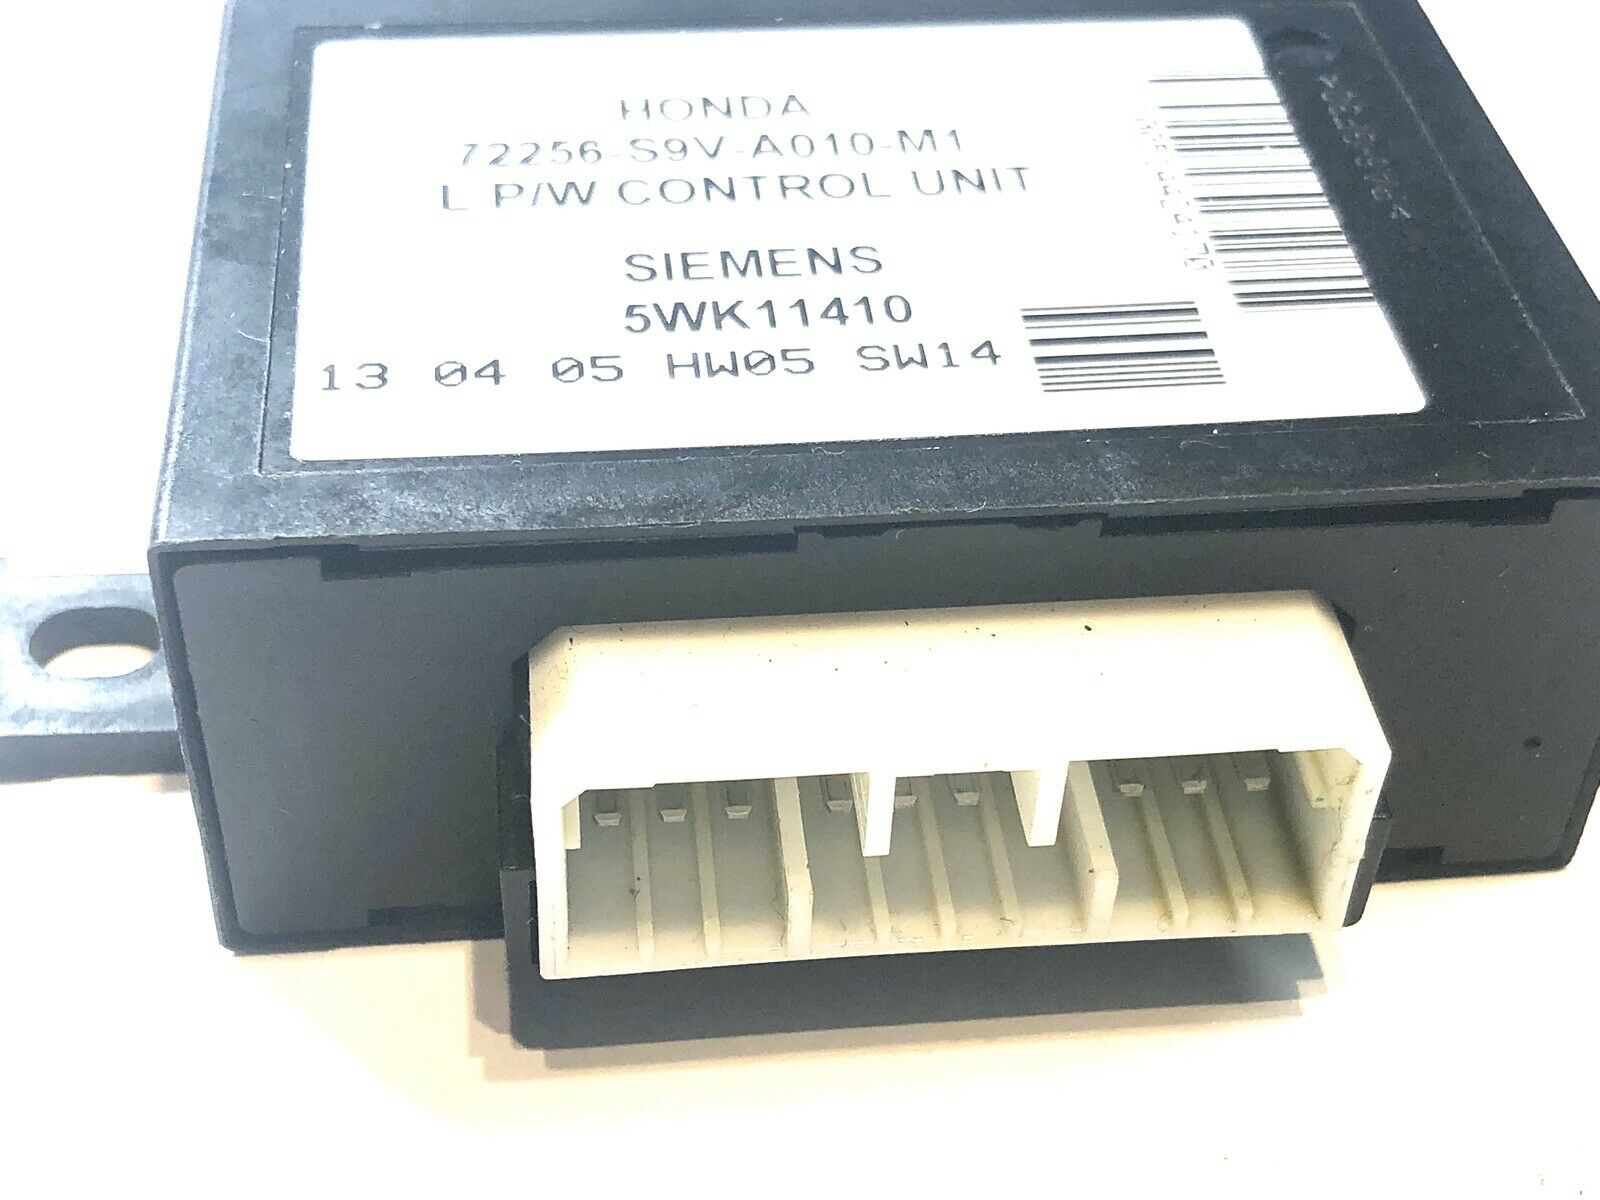 HONDA
72256-S9V-A010-M1
L P/W CONTROL UNIT
SIEMENS
5WK11410
13 04 05 HW05 SW14